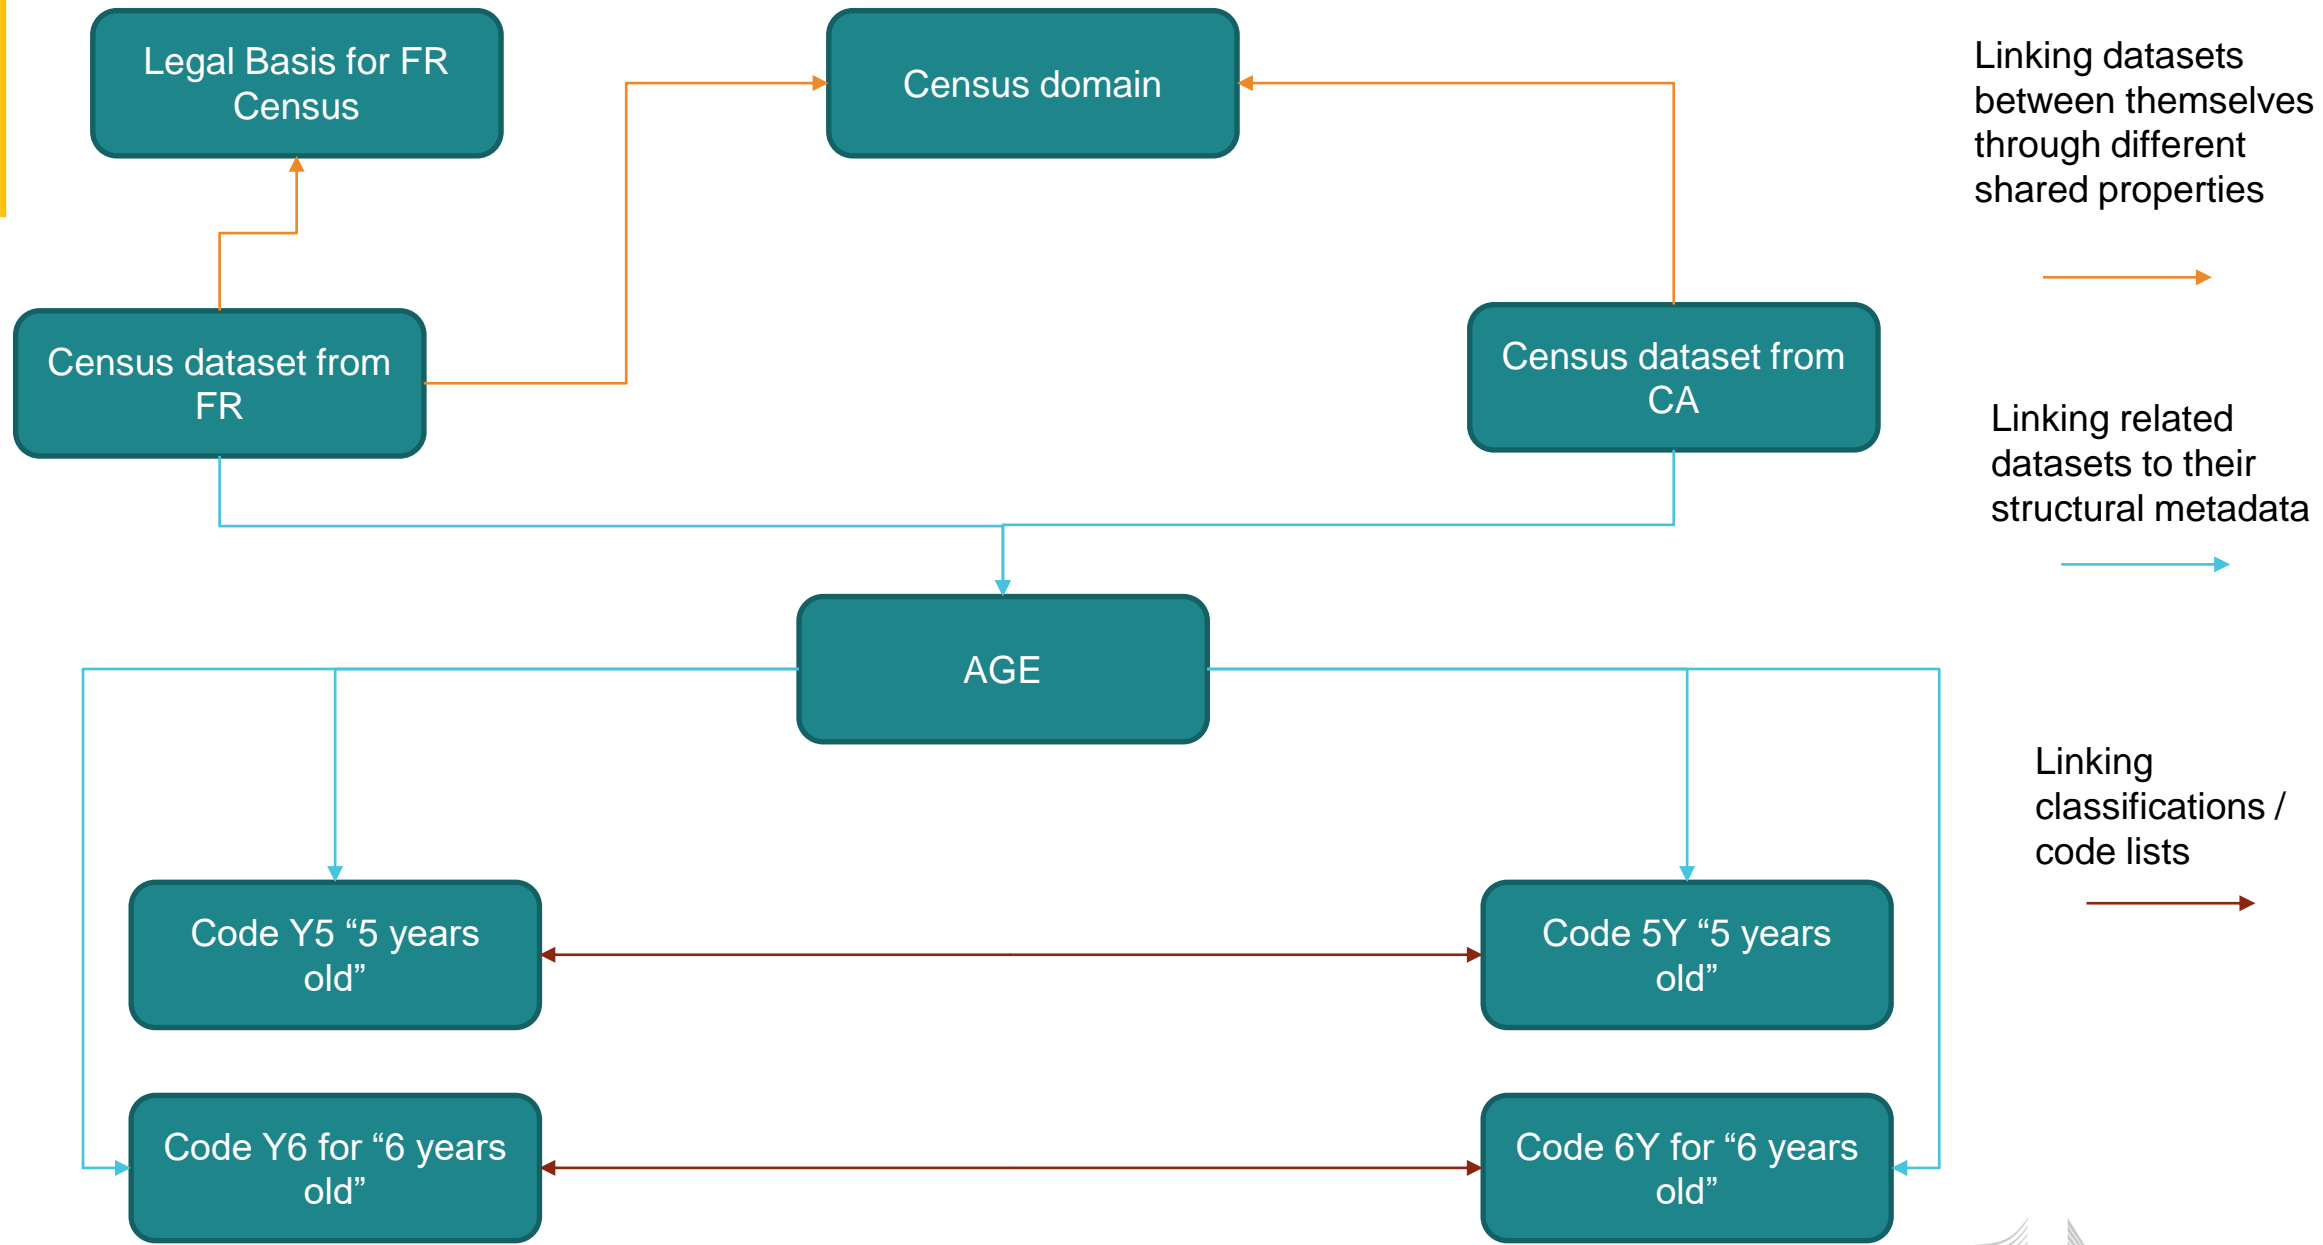 Legal Basis for FR
Census
Census domain
Linking datasets
between themselves
through different
shared properties
Census dataset from
FR
Census dataset from
CA
Linking related
datasets to their
structural metadata
AGE
Linking
classifications /
code lists
Code Y5 “5 years
old”
Code 5Y “5 years
old”
Code Y6 for “6 years
old”
Code 6Y for “6 years
old”